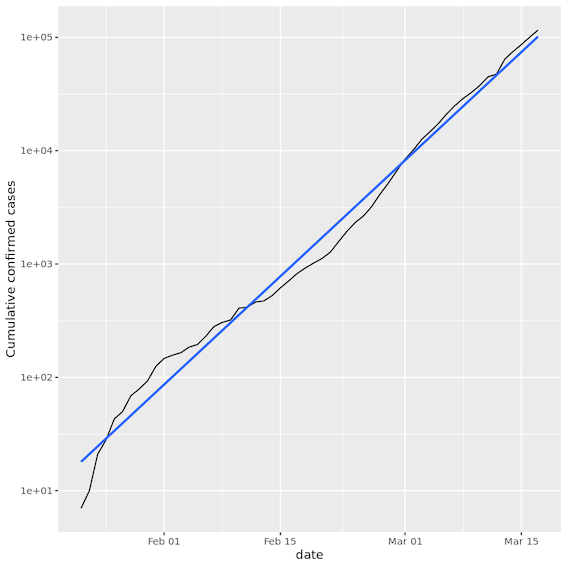 Cumulative confirmed cases
1e+05
1e+04
1e+03
1e+02
1e+01
Feb 01
Feb 15
Mar 01
Mar 15
date